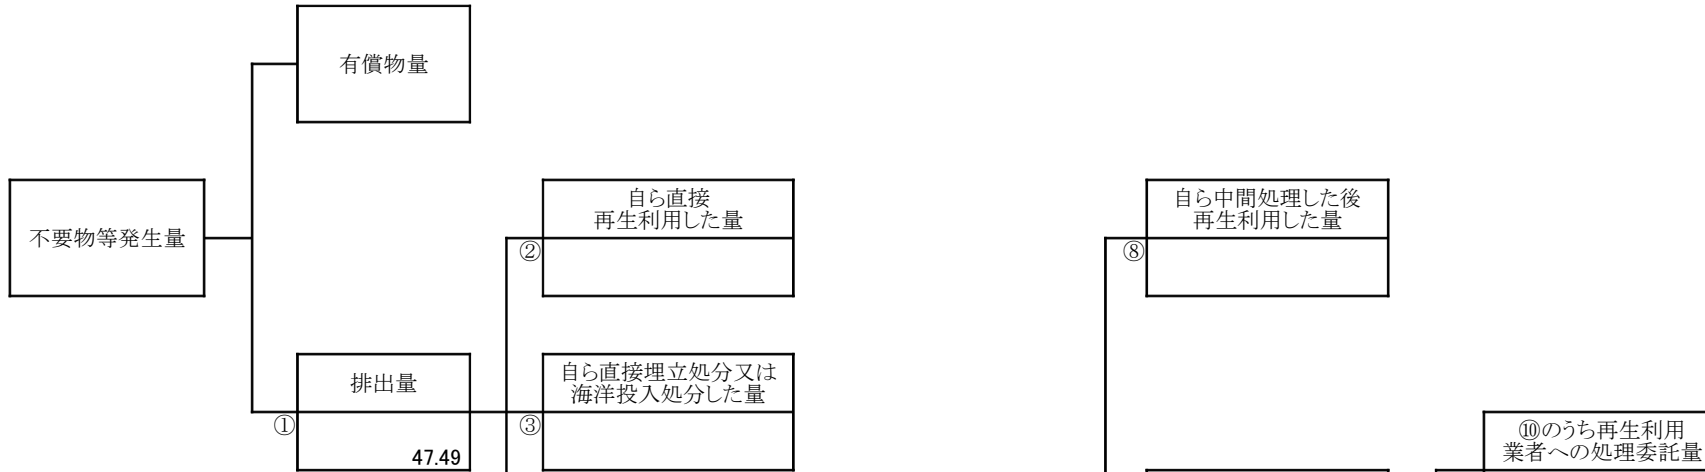 有償物量
不要物等発生量
自ら直接
再生利用した量
②
自ら中間処理した後
再生利用した量
⑧
排出量
①
47.49
自ら直接埋立処分又は
海洋投入処分した量
③
⑩のうち再生利用
業者への処理委託量